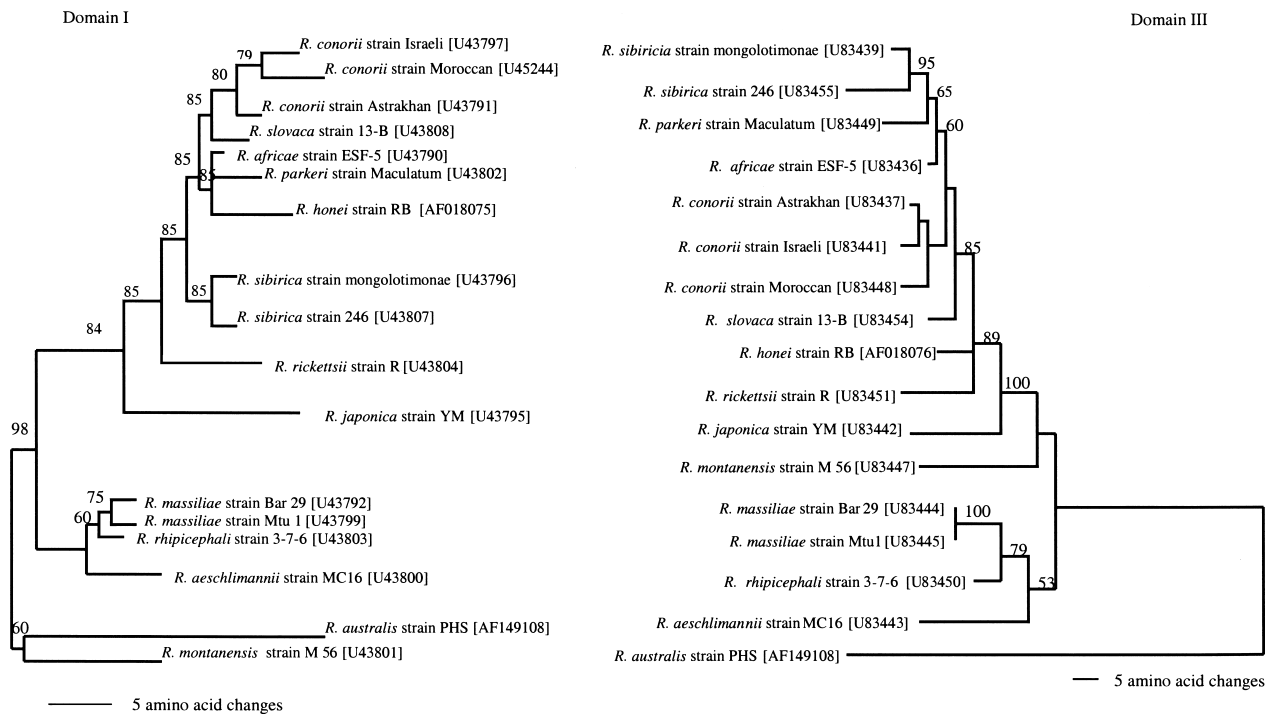 Domain I
79
R. conorii strain Israeli [U43797]
R. conorii strain Moroccan [U45244]
80
R. conorii strain Astrakhan [U43791]
85
R. slovaca strain 13-B [U43808]
R. africae strain ESF-5 [U43790]
85
85
R. parkeri strain Maculatum [U43802]
R. honei strain RB [AF018075]
85
R. sibirica strain mongolotimonae [U43796]
85
85
R. sibirica strain 246 [U43807]
84
R. rickettsii strain R [U43804]
R. japonica strain YM [U43795]
98
75
R. massiliae strain Bar 29 [U43792]
60
R. massiliae strain Mtu 1 [U43799]
R. rhipicephali strain 3-7-6 [U43803]
R. aeschlimannii strain MC16 [U43800]
60
R. australis strain PHS [AF149108]
R. montanensis strain M 56 [U43801]
5 amino acid changes
Domain III
R. sibiricia strain mongolotimonae [U83439]
95
R. sibirica strain 246 [U83455]
65
R. parkeri strain Maculatum [U83449]
60
R. africae strain ESF-5 [U83436]
R. conorii strain Astrakhan [U83437]
R. conorii strain Israeli [U83441]
85
R. conorii strain Moroccan [U83448]
R. slovaca strain 13-B [U83454]
89
R. honei strain RB [AF018076]
100
R. rickettsii strain R [U83451]
R. japonica strain YM [U83442]
R. montanensis strain M 56 [U83447]
R. massiliae strain Bar 29 [U83444]
100
R. massiliae strain Mtu1 [U83445]
79
R. rhipicephali strain 3-7-6 [U83450]
53
R. aeschlimannii strain MC16 [U83443]
R. australis strain PHS [AF149108]
5 amino acid changes